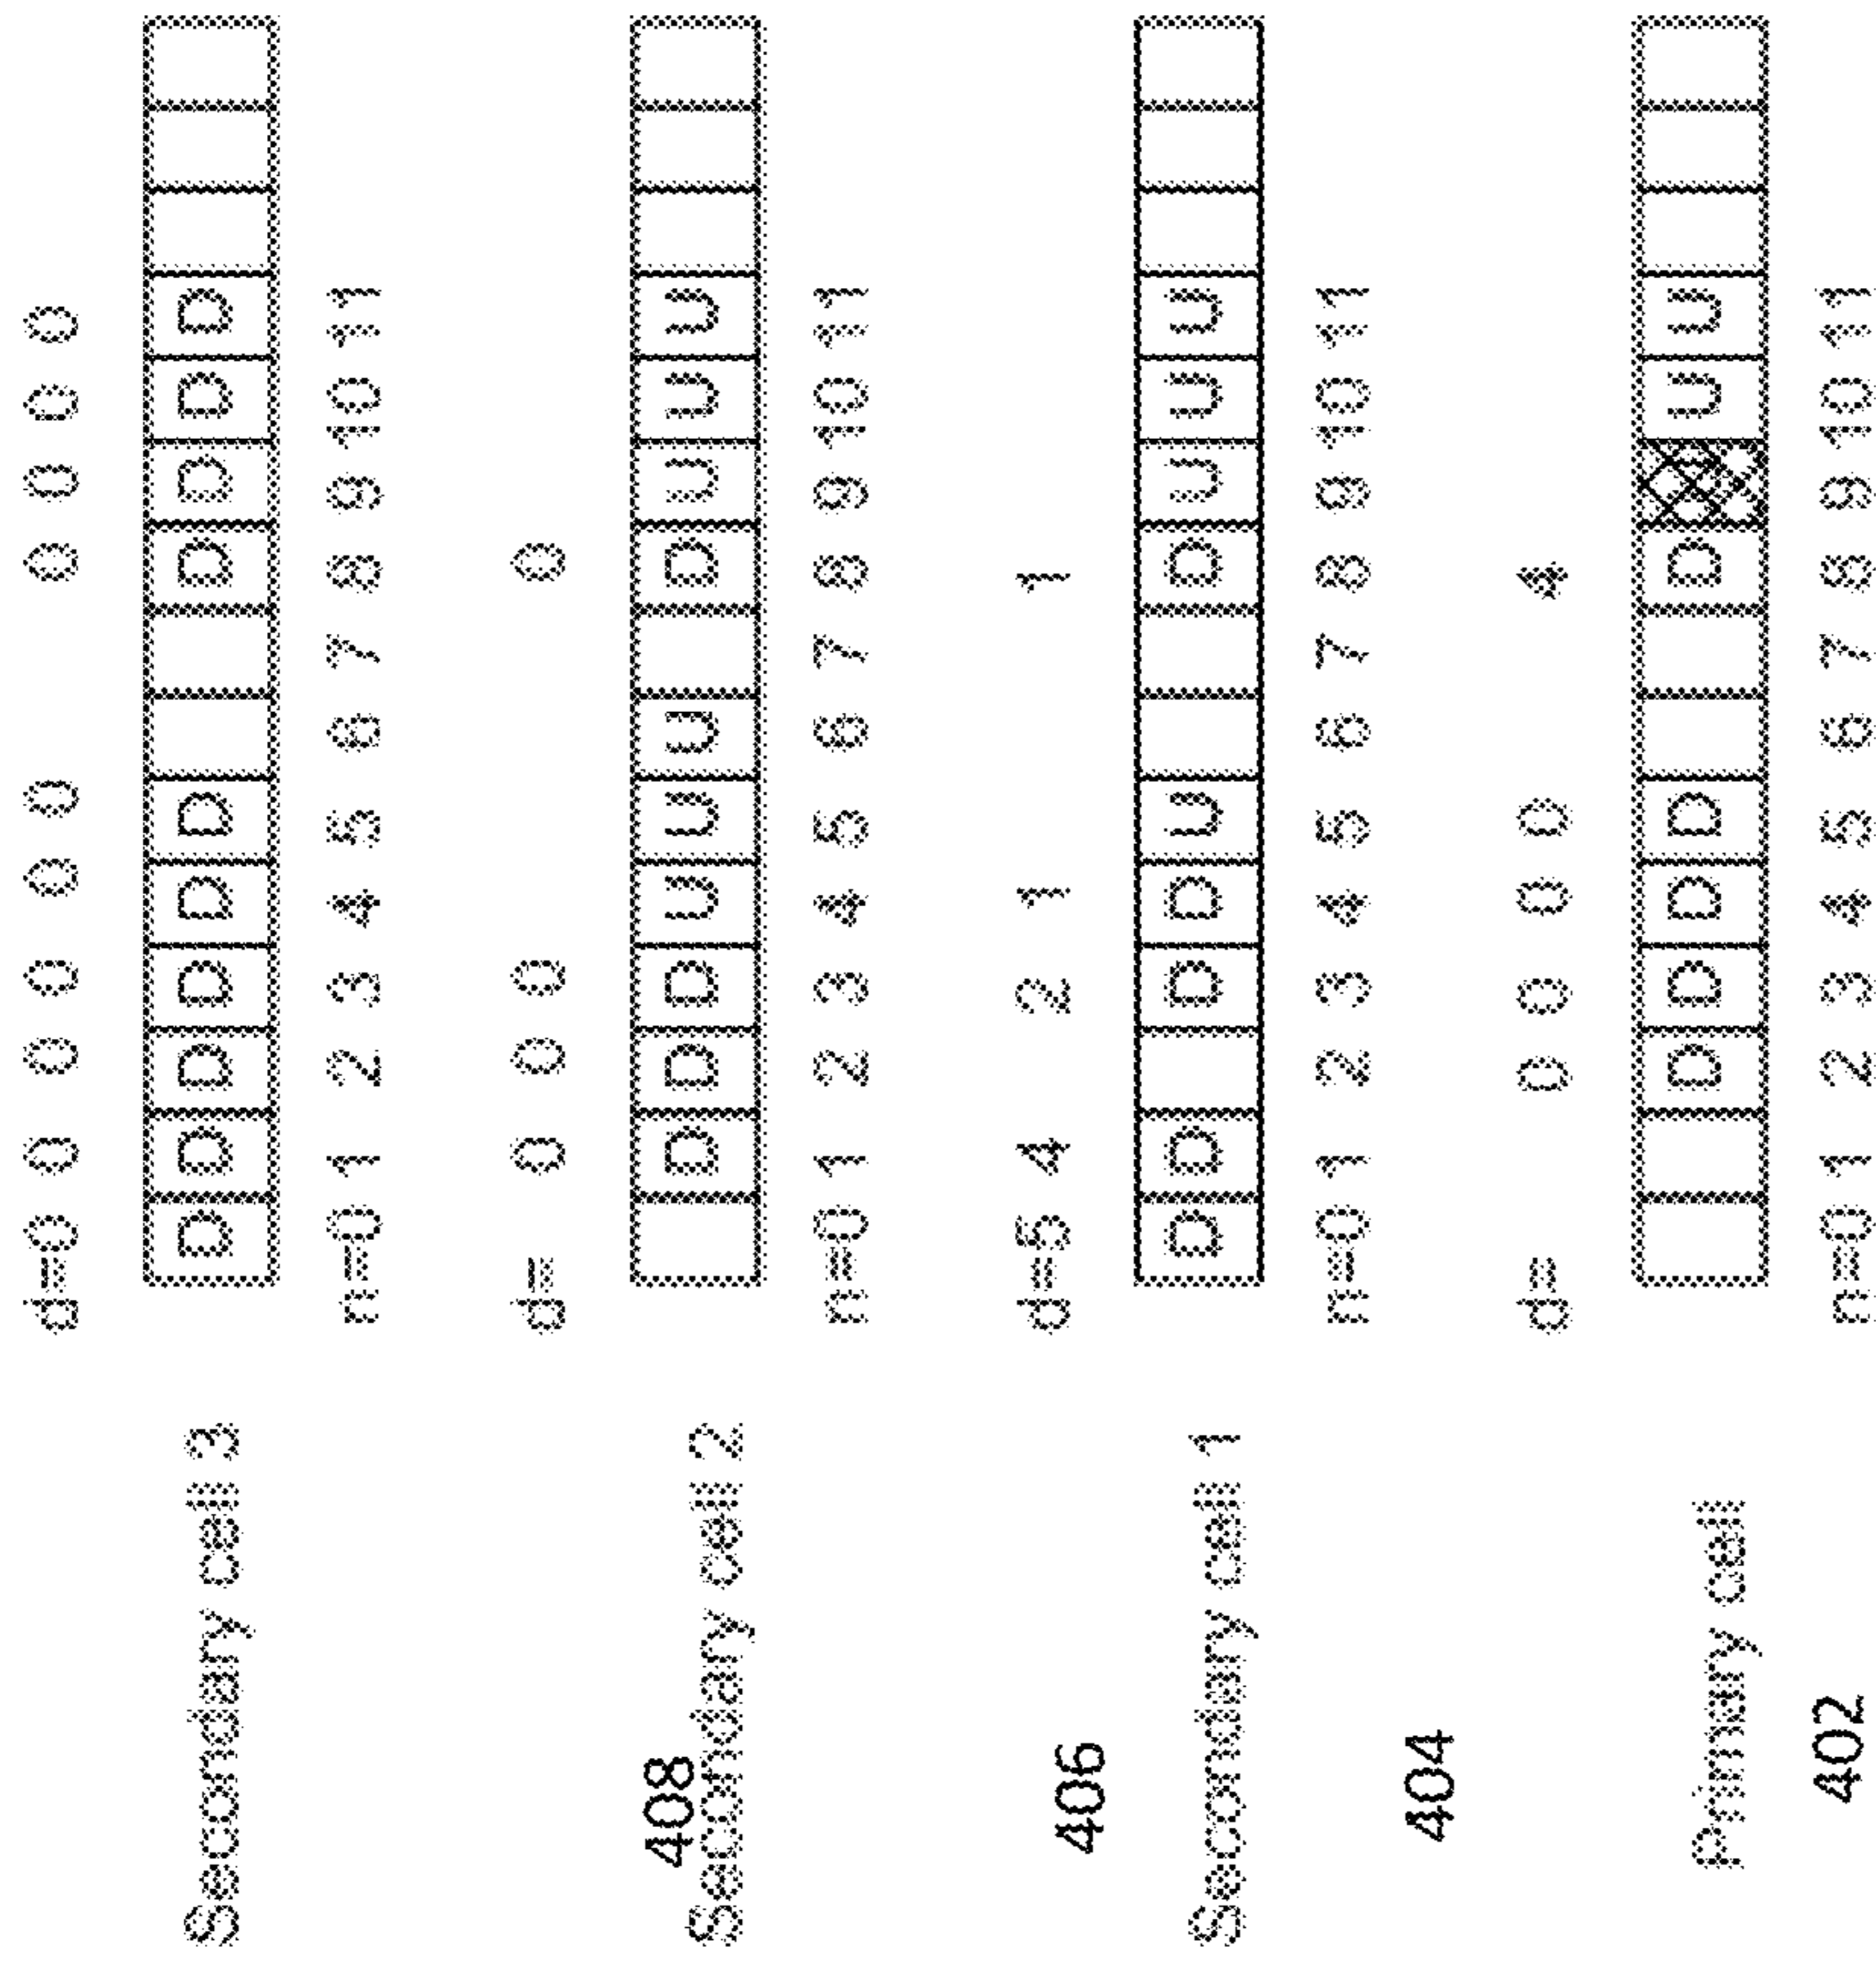 d=0 0 0 0 0 0 0 0 0 0
Secondary cell 3 D D D D D D D D D D
n=0 1 2 3 4 5 6 7 8 9 10 11
408
d= 0 0 0 0
Secondary cell 2 D D D U U U D U U U
n=0 1 2 3 4 5 6 7 8 9 10 11
406
d=5 4 2 1 1
Secondary cell 1 D D D D U D U U U
n=0 1 2 3 4 5 6 7 8 9 10 11
404
d= 0 0 0 0 4
Primary cell D D D D D U U
n=0 1 2 3 4 5 6 7 8 9 10 11
402